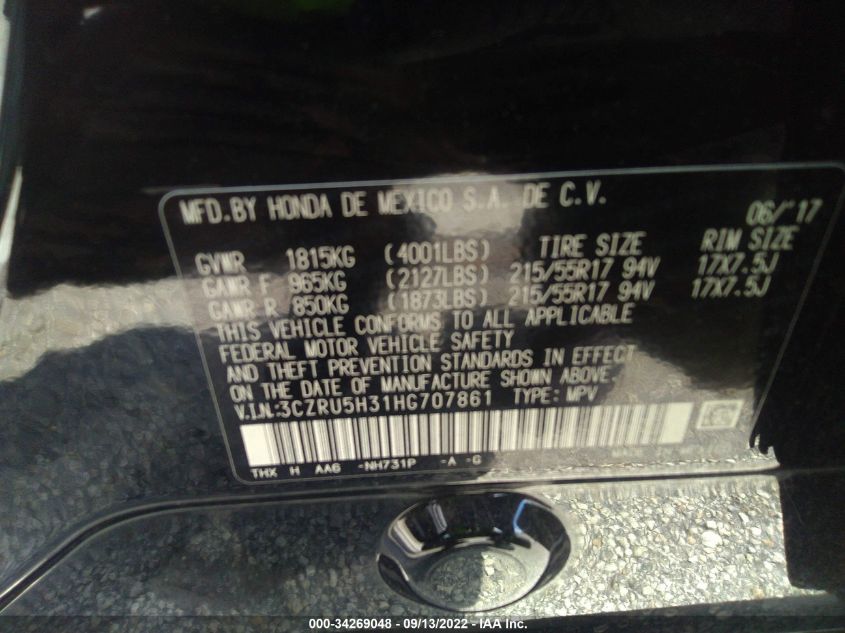 MFD.BY HONDA DE MEXICO S.A. DE C.V. 06/'17
GVWR 1815KG (4001LBS) TIRE SIZE RIM SIZE
GAWR F 965KG (2127LBS) 215/55R17 94V 17X7.5J
GAWR R 850KG (1873LBS) 215/55R17 94V 17X7.5J
THIS VEHICLE CONFORMS TO ALL APPLICABLE
FEDERAL MOTOR VEHICLE SAFETY
AND THEFT PREVENTION STANDARDS IN EFFECT
ON THE DATE OF MANUFACTURE SHOWN ABOVE.
V.I.N:3CZRU5H31HG707861 TYPE: MPV
THX H AA6 -NH731P -A -G
000-34269048 - 09/13/2022 - IAA Inc.